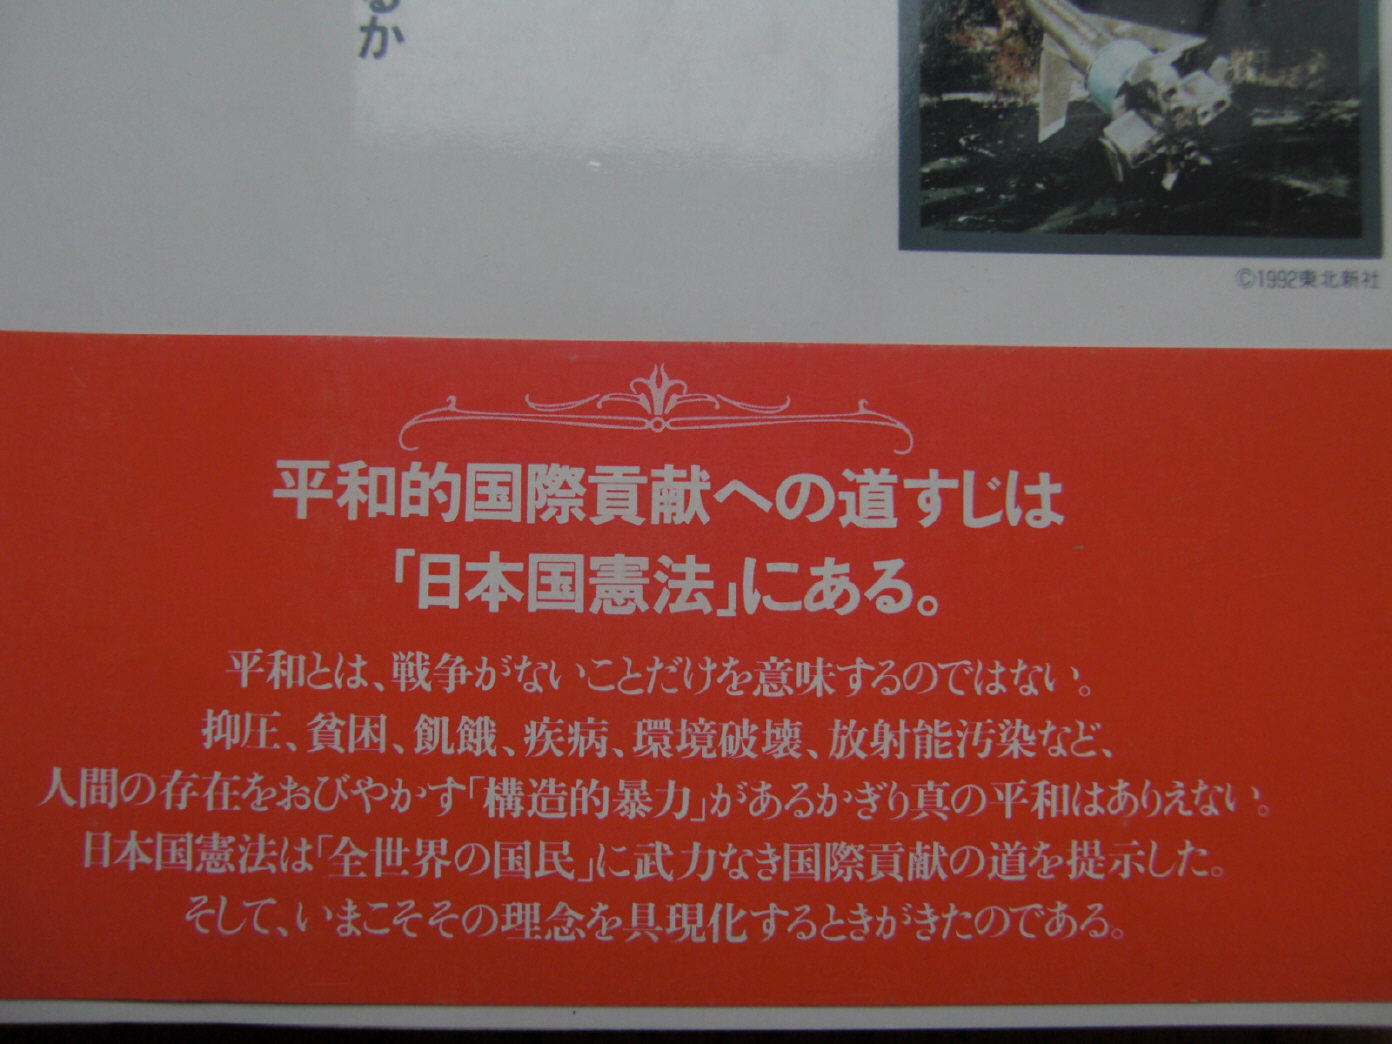 るか
©1992東北新社
平和的国際貢献への道すじは
「日本国憲法」にある。
平和とは、戦争がないことだけを意味するのではない。
抑圧、貧困、飢餓、疾病、環境破壊、放射能汚染など、
人間の存在をおびやかす「構造的暴力」があるかぎり真の平和はありえない。
日本国憲法は「全世界の国民」に武力なき国際貢献の道を提示した。
そして、いまこそその理念を具現化するときがきたのである。